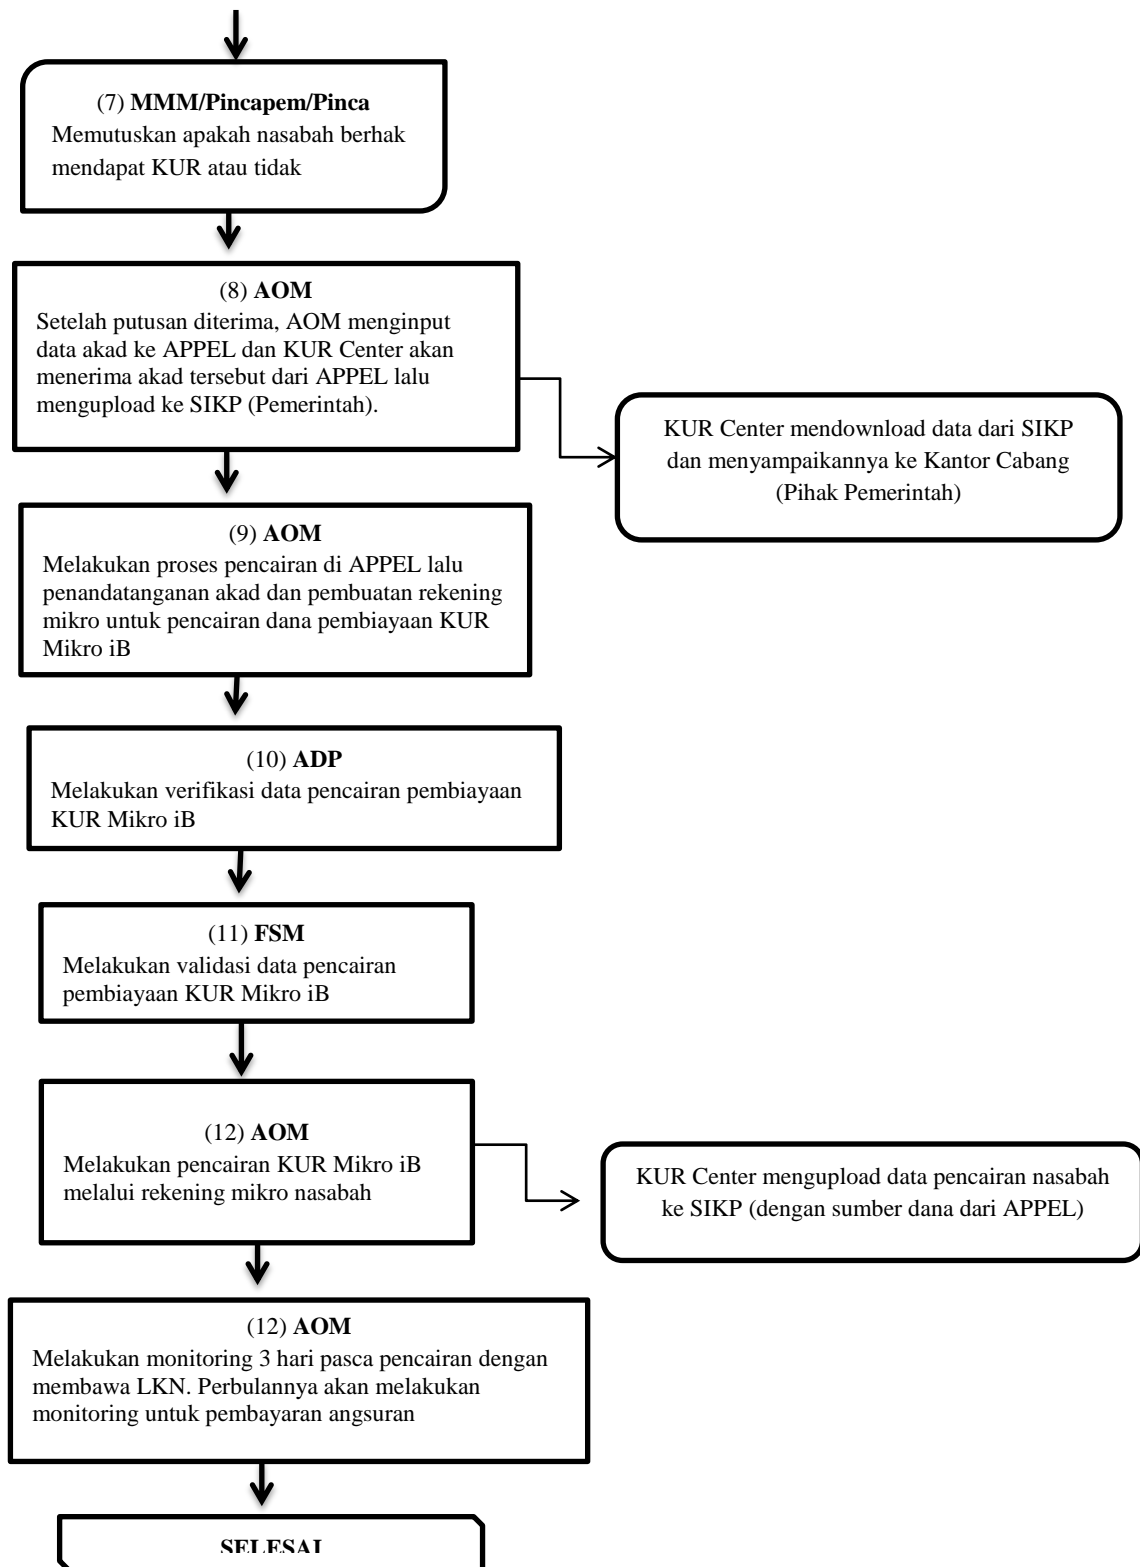 (7) MMM/Pincapem/Pinca
Memutuskan apakah nasabah berhak
mendapat KUR atau tidak
(8) AOM
Setelah putusan diterima, AOM menginput
data akad ke APPEL dan KUR Center akan
menerima akad tersebut dari APPEL lalu
mengupload ke SIKP (Pemerintah).
KUR Center mendownload data dari SIKP
dan menyampaikannya ke Kantor Cabang
(Pihak Pemerintah)
(9) AOM
Melakukan proses pencairan di APPEL lalu
penandatanganan akad dan pembuatan rekening
mikro untuk pencairan dana pembiayaan KUR
Mikro iB
(10) ADP
Melakukan verifikasi data pencairan pembiayaan
KUR Mikro iB
(11) FSM
Melakukan validasi data pencairan
pembiayaan KUR Mikro iB
(12) AOM
Melakukan pencairan KUR Mikro iB
melalui rekening mikro nasabah
KUR Center mengupload data pencairan nasabah
ke SIKP (dengan sumber dana dari APPEL)
(12) AOM
Melakukan monitoring 3 hari pasca pencairan dengan
membawa LKN. Perbulannya akan melakukan
monitoring untuk pembayaran angsuran
SELESAI